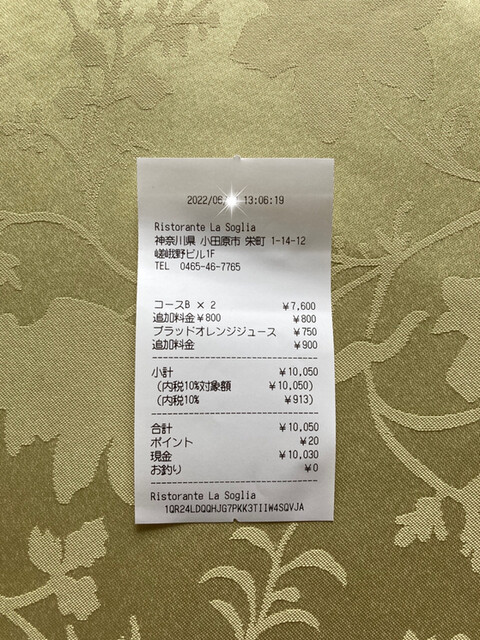 2022/06 13:06:19
Ristorante La Soglia
神奈川県 小田原市 栄町 1-14-12
嵯峨野ビル1F
TEL 0465-46-7765
コースB × 2 ¥7,600
追加料金¥800 ¥800
ブラッドオレンジジュース ¥750
追加料金 ¥900
小計 ¥10,050
(内税10%対象額 ¥10,050)
(内税10% ¥913)
合計 ¥10,050
ポイント ¥20
現金 ¥10,030
お釣り ¥0
Ristorante La Soglia
1QR24LDQQHJG7PKK3TIIW4SQVJA